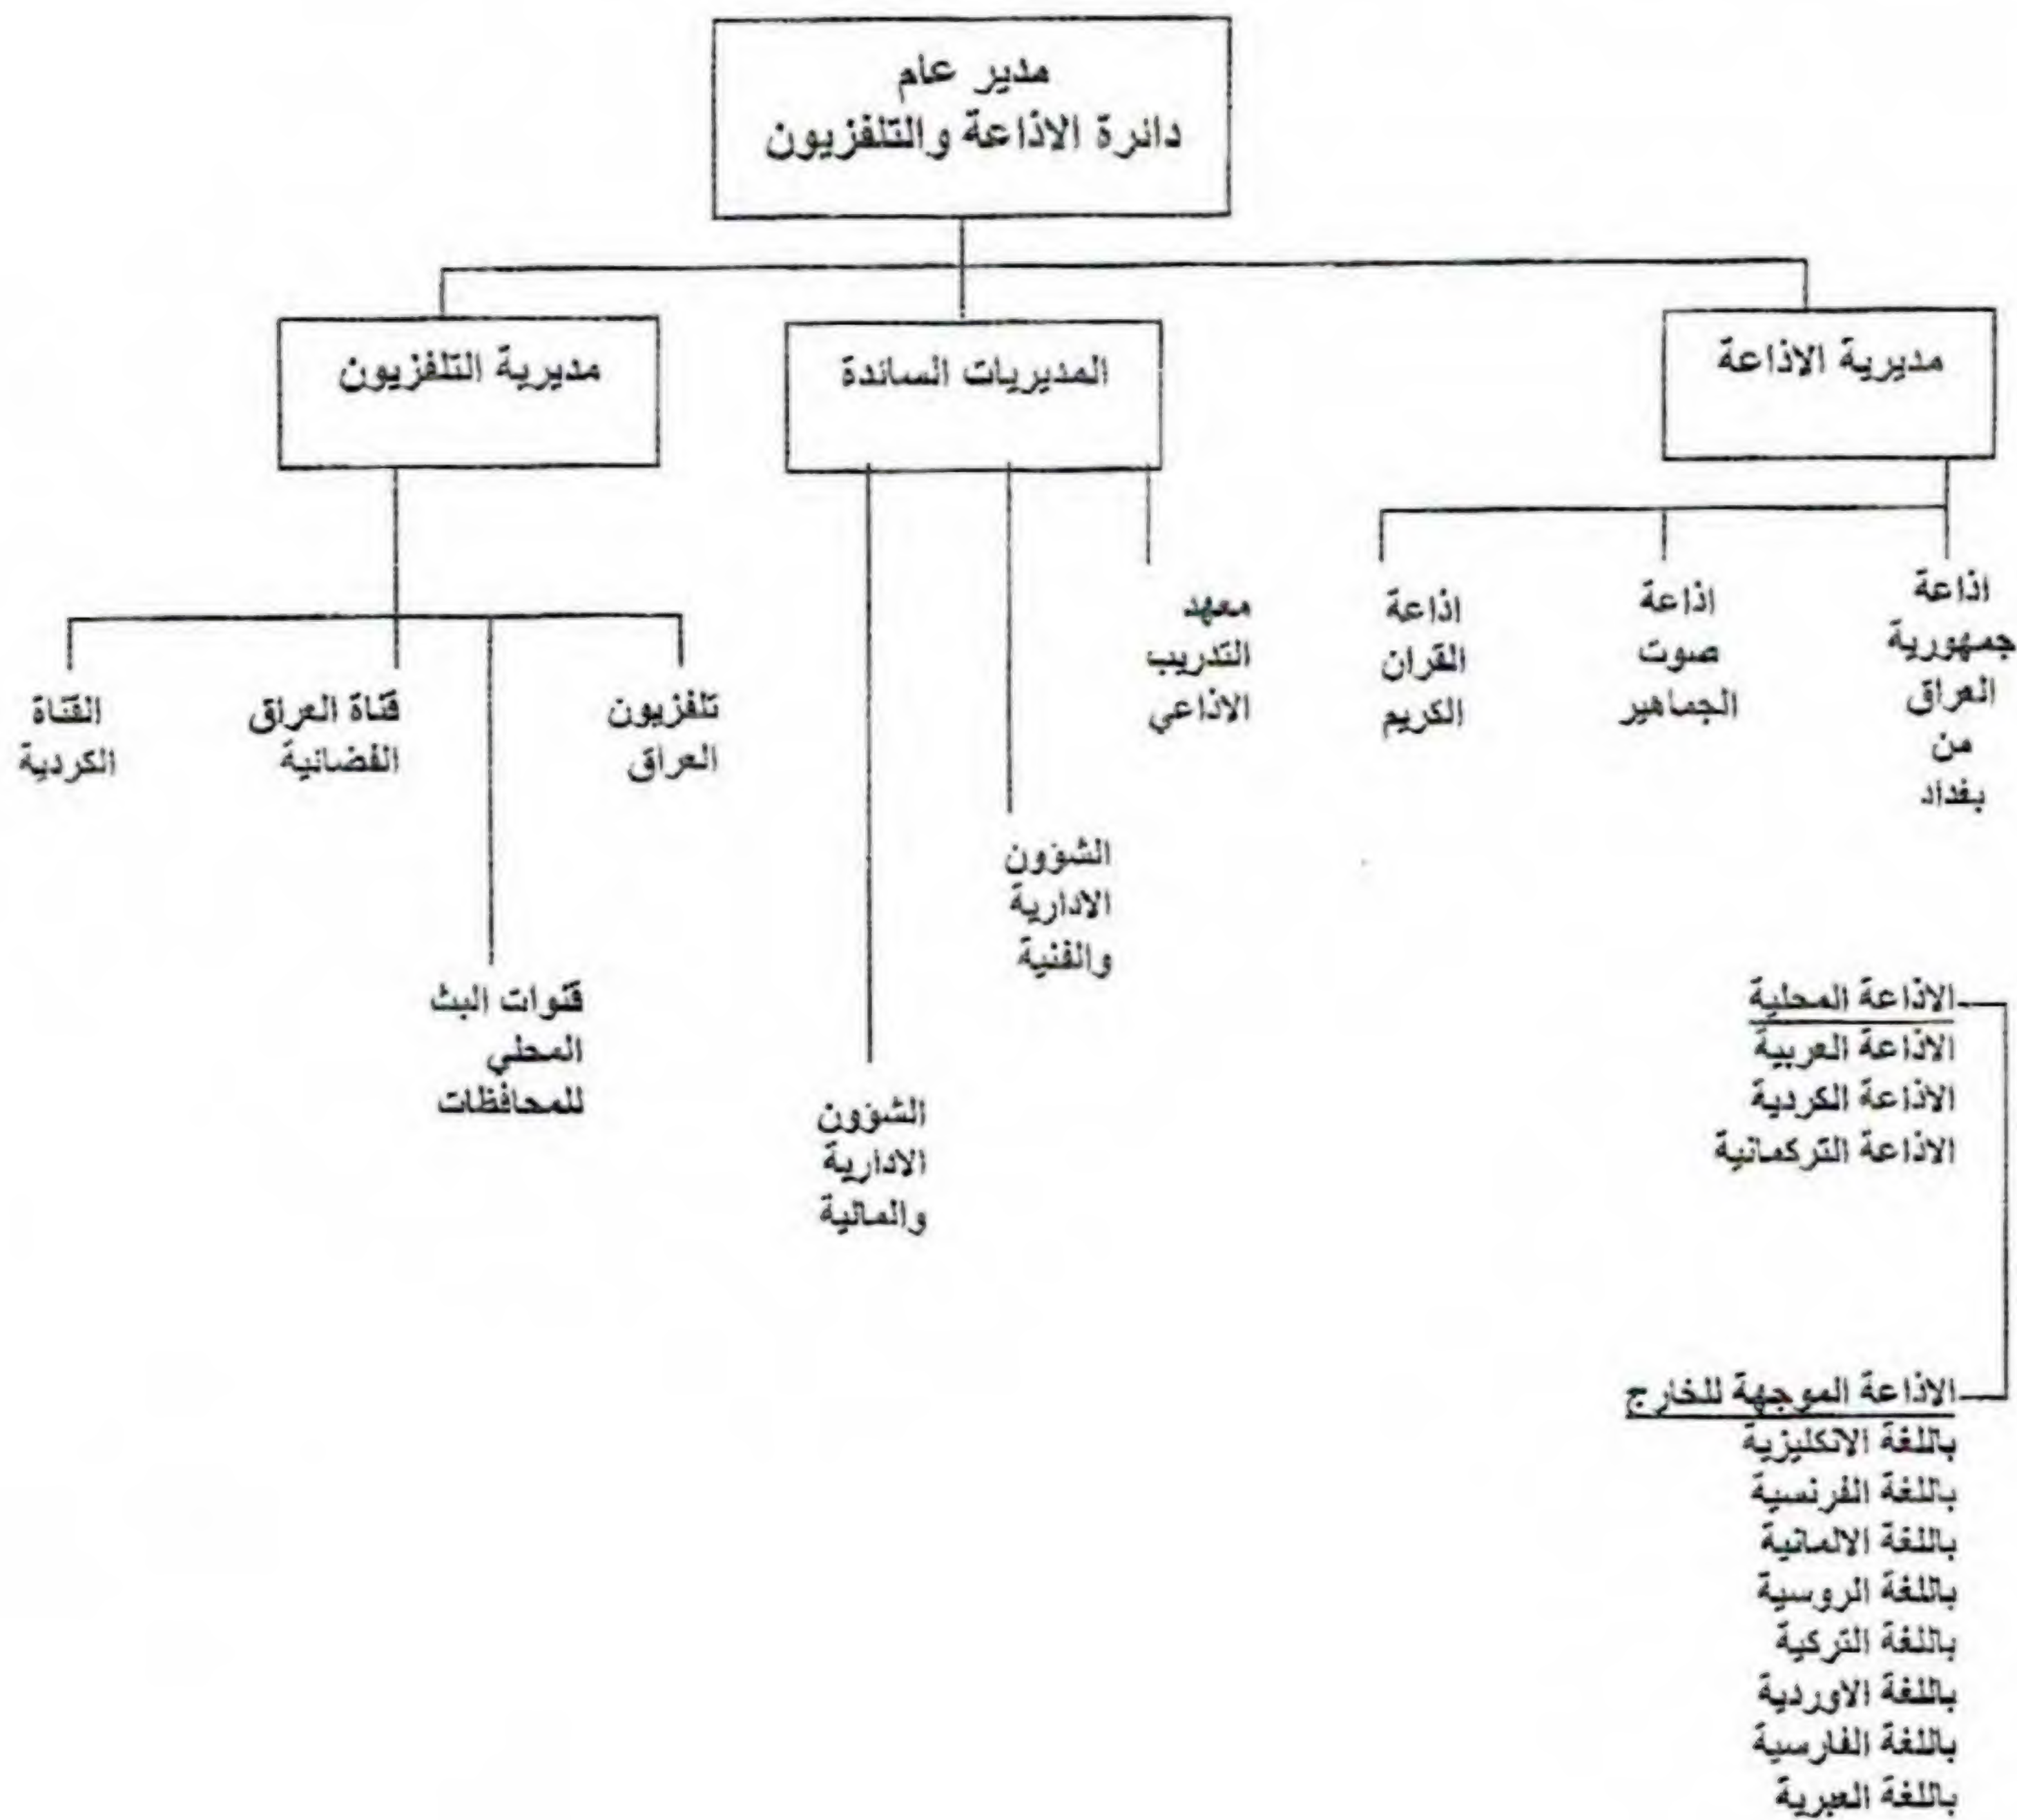 مدير عام
دائرة الاذاعة والتلفزيون
مديرية الاذاعة
المديريات الساندة
مديرية التلفزيون
اذاعة
جمهورية
العراق
من
بغداد
اذاعة
صوت
الجماهير
اذاعة
القران
الكريم
معهد
التدريب
الاذاعي
الشؤون
الادارية
والفنية
الشؤون
الادارية
والمالية
تلفزيون
العراق
قنوات البث
المحلي
للمحافظات
قناة العراق
الفضائية
القناة
الكردية
الاذاعة المحلية
الاذاعة العربية
الاذاعة الكردية
الاذاعة التركمانية
الاذاعة الموجهة للخارج
باللغة الانكليزية
باللغة الفرنسية
باللغة الالمانية
باللغة الروسية
باللغة التركية
باللغة الاوردية
باللغة الفارسية
باللغة العبرية